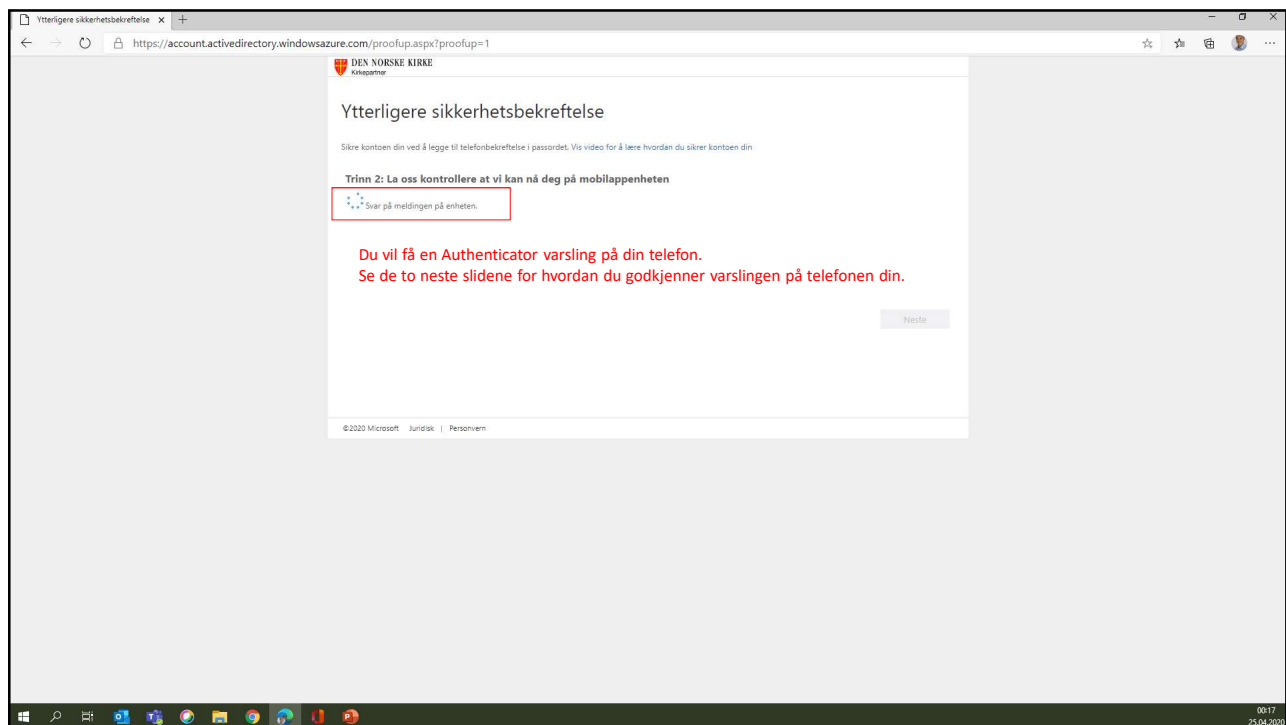 Ytterligere sikkerhetsbekreftelse
https://account.activedirectory.windowsazure.com/proofup.aspx?proofup=1
DEN NORSKE KIRKE
Kirkepartner
Ytterligere sikkerhetsbekreftelse
Sikre kontoen din ved å legge til telefonbekreftelse i passordet. Vis video for å lære hvordan du sikrer kontoen din
Trinn 2: La oss kontrollere at vi kan nå deg på mobilappenheten
Svar på meldingen på enheten.
Du vil få en Authenticator varsling på din telefon.
Se de to neste slidene for hvordan du godkjenner varslingen på telefonen din.
Neste
©2020 Microsoft Juridisk | Personvern
00:17
25.04.2020